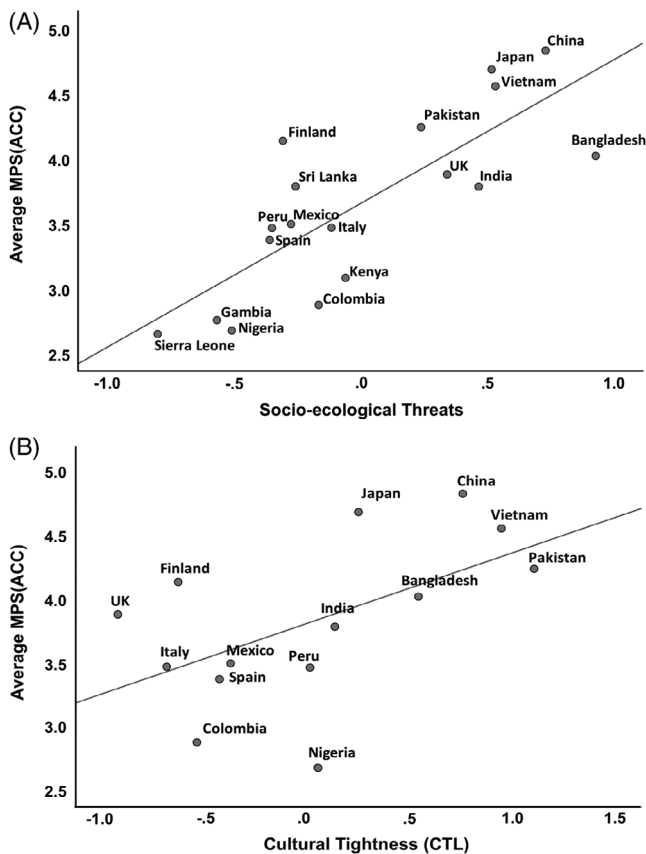 (A)
5.0
China
Japan
4.5
Vietnam
Pakistan
Finland
Bangladesh
4.0
UK
Sri Lanka
India
Average MPS(ACC)
3.5
Peru
Mexico
Italy
Spain
Kenya
3.0
Colombia
Gambia
Nigeria
Sierra Leone
2.5
-1.0 -.5 .0 .5 1.0
Socio-ecological Threats
(B)
5.0
China
Japan
4.5
Vietnam
Pakistan
Finland
Bangladesh
4.0
UK
India
Average MPS(ACC)
Italy
Mexico
Peru
3.5
Spain
3.0
Colombia
Nigeria
2.5
-1.0 -.5 .0 .5 1.0 1.5
Cultural Tightness (CTL)